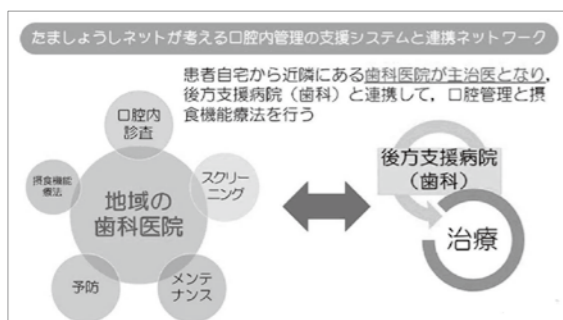 たましょうしネットが考える口腔内管理の支援システムと連携ネットワーク
患者自宅から近隣にある歯科医院が主治医となり,
後方支援病院（歯科）と連携して，口腔管理と摂
食機能療法を行う
口腔内
診査
摂食機能
療法
スクリー
ニング
地域の
歯科医院
予防
メンテ
ナンス
後方支援病院
（歯科）
治療